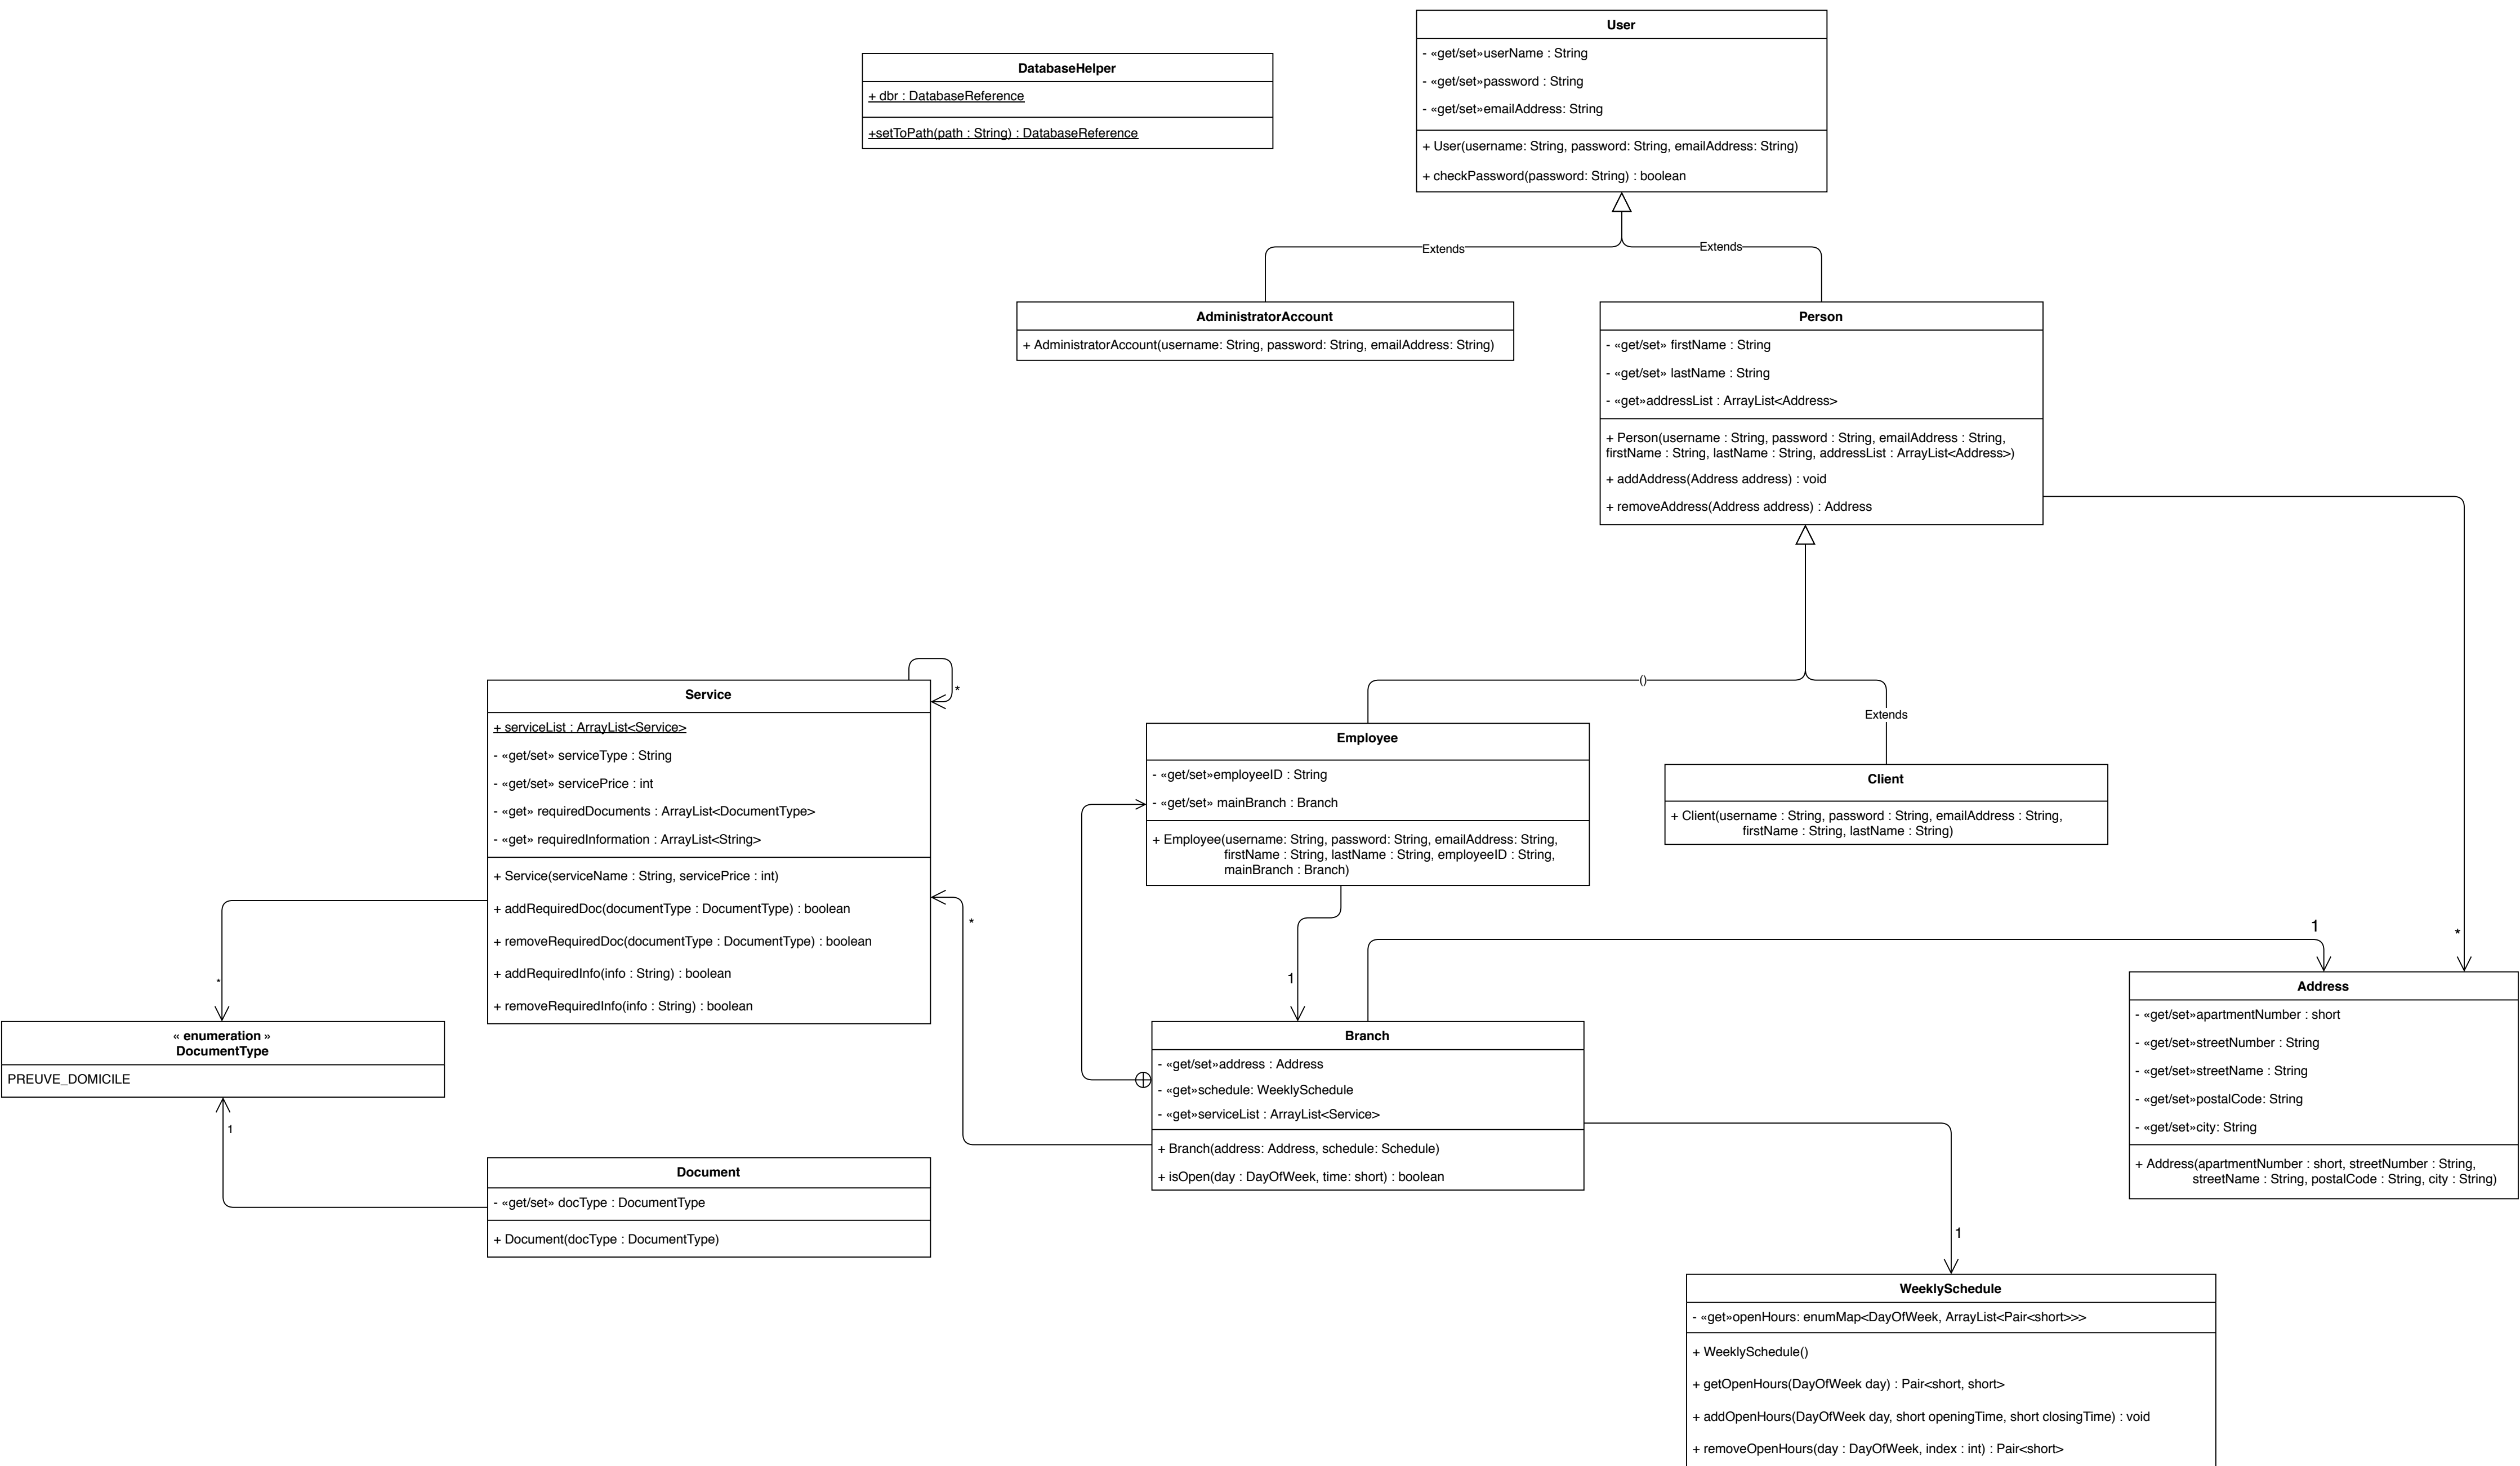 User
- «get/set»userName : String
- «get/set»password : String
- «get/set»emailAddress: String
+ User(username: String, password: String, emailAddress: String)
+ checkPassword(password: String) : boolean
DatabaseHelper
+ dbr : DatabaseReference
+setToPath(path : String) : DatabaseReference
Extends
Extends
AdministratorAccount
+ AdministratorAccount(username: String, password: String, emailAddress: String)
Person
- «get/set» firstName : String
- «get/set» lastName : String
- «get»addressList : ArrayList<Address>
+ Person(username : String, password : String, emailAddress : String,
firstName : String, lastName : String, addressList : ArrayList<Address>)
+ addAddress(Address address) : void
+ removeAddress(Address address) : Address
()
Extends
Service
+ serviceList : ArrayList<Service>
- «get/set» serviceType : String
- «get/set» servicePrice : int
- «get» requiredDocuments : ArrayList<DocumentType>
- «get» requiredInformation : ArrayList<String>
+ Service(serviceName : String, servicePrice : int)
+ addRequiredDoc(documentType : DocumentType) : boolean
+ removeRequiredDoc(documentType : DocumentType) : boolean
+ addRequiredInfo(info : String) : boolean
+ removeRequiredInfo(info : String) : boolean
*
Employee
- «get/set»employeeID : String
- «get/set» mainBranch : Branch
+ Employee(username: String, password: String, emailAddress: String,
firstName : String, lastName : String, employeeID : String,
mainBranch : Branch)
Client
+ Client(username : String, password : String, emailAddress : String,
firstName : String, lastName : String)
*
*
1
1
*
« enumeration »
DocumentType
PREUVE_DOMICILE
1
Document
- «get/set» docType : DocumentType
+ Document(docType : DocumentType)
Branch
- «get/set»address : Address
- «get»schedule: WeeklySchedule
- «get»serviceList : ArrayList<Service>
+ Branch(address: Address, schedule: Schedule)
+ isOpen(day : DayOfWeek, time: short) : boolean
Address
- «get/set»apartmentNumber : short
- «get/set»streetNumber : String
- «get/set»streetName : String
- «get/set»postalCode: String
- «get/set»city: String
+ Address(apartmentNumber : short, streetNumber : String,
streetName : String, postalCode : String, city : String)
1
WeeklySchedule
- «get»openHours: enumMap<DayOfWeek, ArrayList<Pair<short>>>
+ WeeklySchedule()
+ getOpenHours(DayOfWeek day) : Pair<short, short>
+ addOpenHours(DayOfWeek day, short openingTime, short closingTime) : void
+ removeOpenHours(day : DayOfWeek, index : int) : Pair<short>